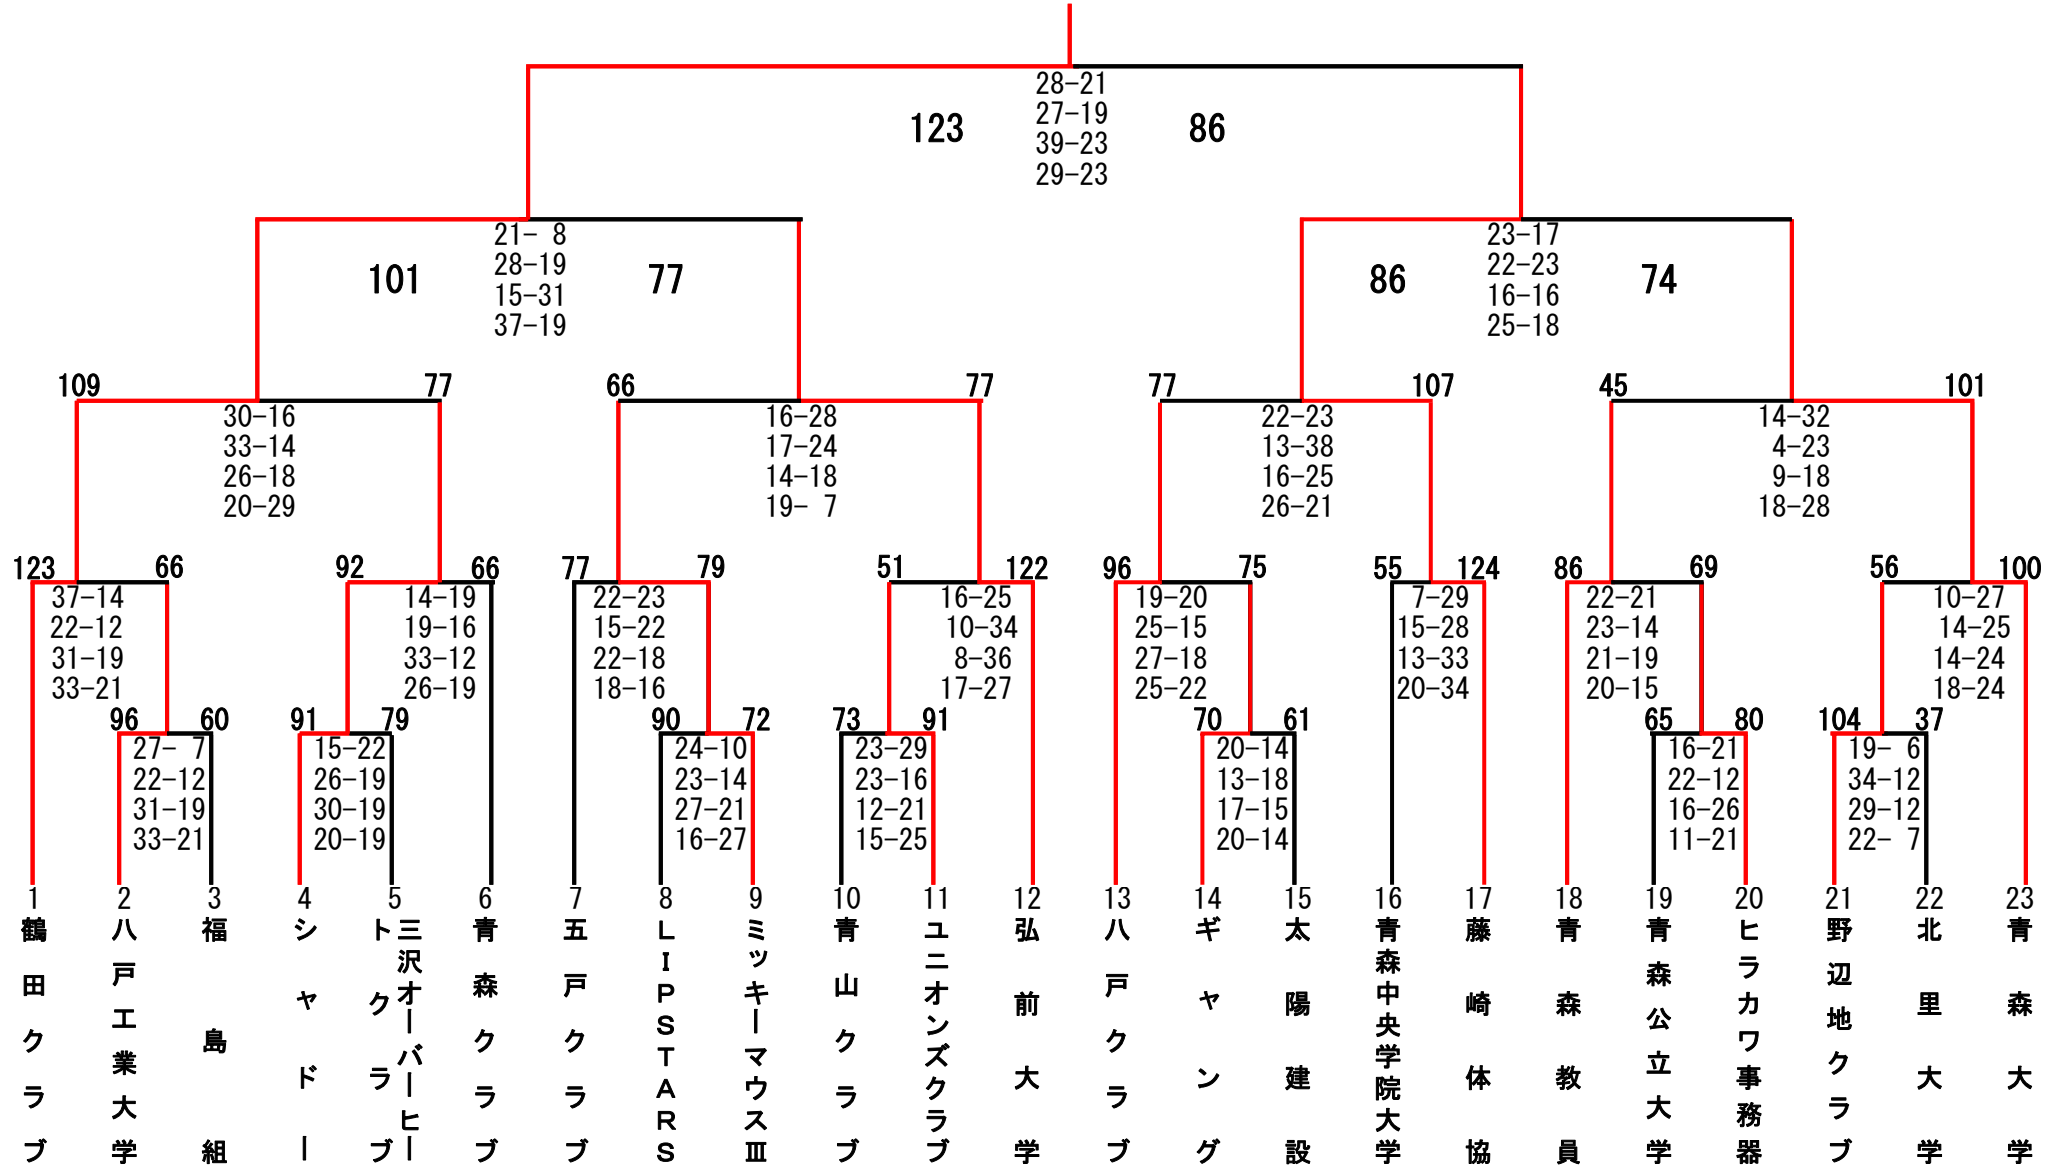 28-21
27-19
123 86
39-23
29-23
21- 8 23-17
28-19 22-23
101 77 86 74
15-31 16-16
37-19 25-18
109 77 66 77 77 107 45 101
30-16 16-28 22-23 14-32
33-14 17-24 13-38 4-23
26-18 14-18 16-25 9-18
20-29 19- 7 26-21 18-28
123 66 92 66 77 79 51 122 96 75 55 124 86 69 56 100
37-14 14-19 22-23 16-25 19-20 7-29 22-21 10-27
22-12 19-16 15-22 10-34 25-15 15-28 23-14 14-25
31-19 33-12 22-18 8-36 27-18 13-33 21-19 14-24
33-21 26-19 18-16 17-27 25-22 20-34 20-15 18-24
96 60 91 79 90 72 73 91 70 61 65 80 104 37
27- 7 15-22 24-10 23-29 20-14 16-21 19- 6
22-12 26-19 23-14 23-16 13-18 22-12 34-12
31-19 30-19 27-21 12-21 17-15 16-26 29-12
33-21 20-19 16-27 15-25 20-14 11-21 22- 7
1 2 3 4 5 6 7 8 9 10 11 12 13 14 15 16 17 18 19 20 21 22 23
鶴田クラブ
八戸工業大学
福島組
シャドー
三沢オーバーヒー
トクラブ
青森クラブ
五戸クラブ
LIPSTARS
ミッキーマウスⅢ
青山クラブ
ユニオンズクラブ
弘前大学
八戸クラブ
ギャング
太陽建設
青森中央学院大学
藤崎体協
青森教員
青森公立大学
ヒラカワ事務器
野辺地クラブ
北里大学
青森大学